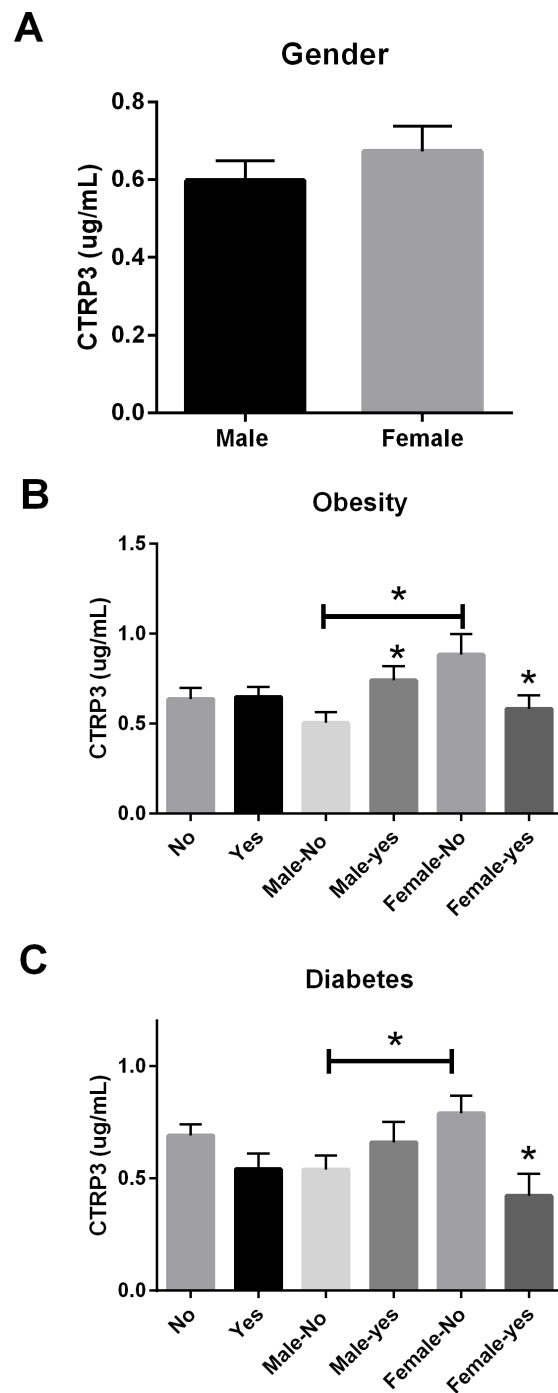 A
Gender
CTRP3 (ug/mL)
0.8
0.6
0.4
0.2
0.0
Male Female
B
Obesity
CTRP3 (ug/mL)
1.5
1.0
0.5
0.0
*
*
*
No Yes Male-No Male-yes Female-No Female-yes
C
Diabetes
CTRP3 (ug/mL)
1.0
0.5
0.0
*
*
No Yes Male-No Male-yes Female-No Female-yes